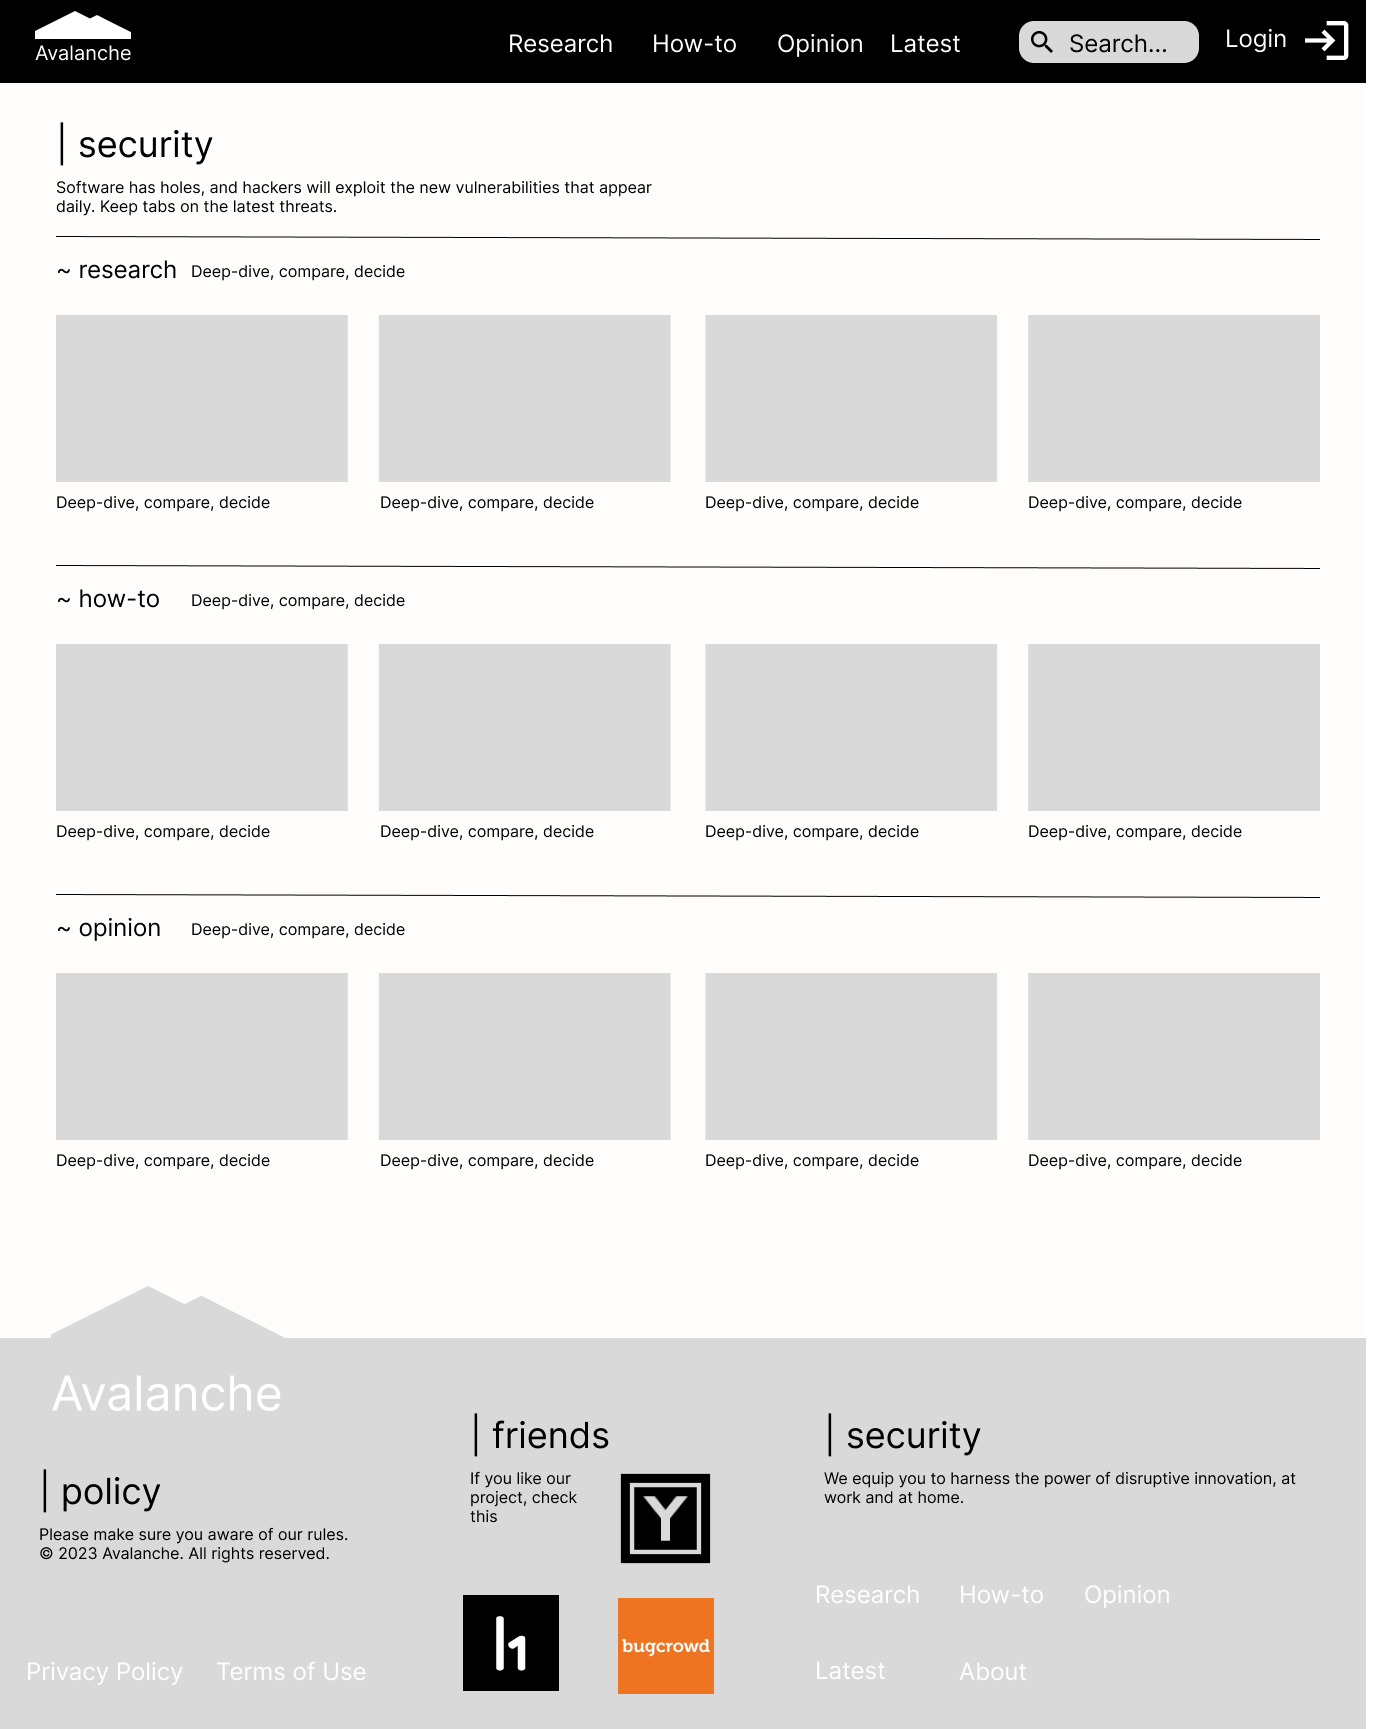 Avalanche
Research How-to Opinion Latest Search... Login
| security
Software has holes, and hackers will exploit the new vulnerabilities that appear
daily. Keep tabs on the latest threats.
~ research Deep-dive, compare, decide
Deep-dive, compare, decide Deep-dive, compare, decide Deep-dive, compare, decide Deep-dive, compare, decide
~ how-to Deep-dive, compare, decide
Deep-dive, compare, decide Deep-dive, compare, decide Deep-dive, compare, decide Deep-dive, compare, decide
~ opinion Deep-dive, compare, decide
Deep-dive, compare, decide Deep-dive, compare, decide Deep-dive, compare, decide Deep-dive, compare, decide
Avalanche
| policy
Please make sure you aware of our rules.
© 2023 Avalanche. All rights reserved.
Privacy Policy Terms of Use
| friends
If you like our
project, check
this
Y
h1
bugcrowd
| security
We equip you to harness the power of disruptive innovation, at
work and at home.
Research How-to Opinion
Latest About